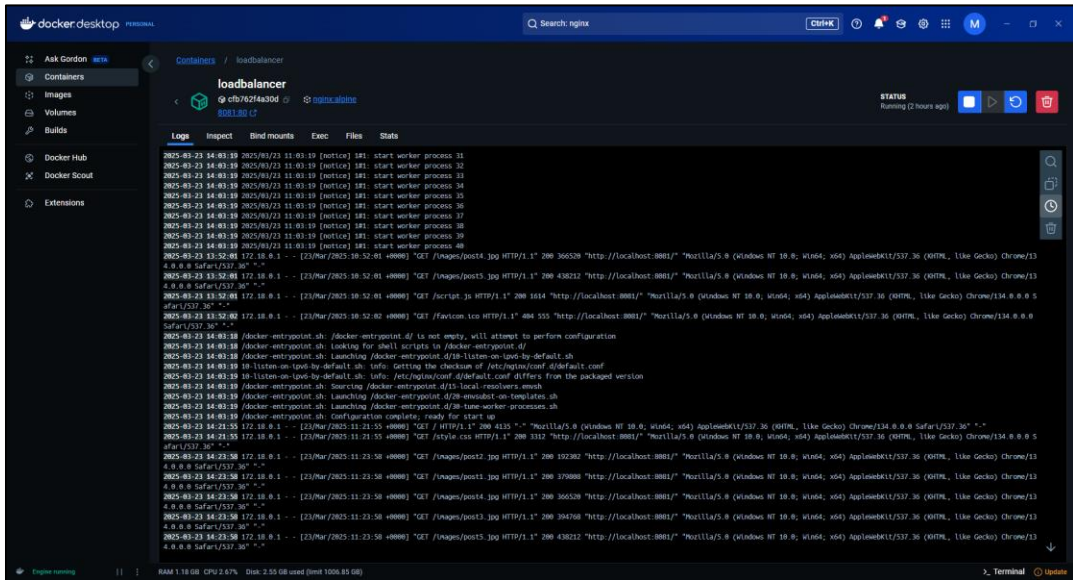 docker desktop PERSONAL
Search: nginx
Ctrl+K
M
Ask Gordon BETA
Containers
Images
Volumes
Builds
Docker Hub
Docker Scout
Extensions
Containers / loadbalancer
loadbalancer
cfb762f4a30d nginx:alpine
8081:80
STATUS
Running (2 hours ago)
Logs Inspect Bind mounts Exec Files Stats
2025-03-23 14:03:19 2025/03/23 11:03:19 [notice] 1#1: start worker process 31
2025-03-23 14:03:19 2025/03/23 11:03:19 [notice] 1#1: start worker process 32
2025-03-23 14:03:19 2025/03/23 11:03:19 [notice] 1#1: start worker process 33
2025-03-23 14:03:19 2025/03/23 11:03:19 [notice] 1#1: start worker process 34
2025-03-23 14:03:19 2025/03/23 11:03:19 [notice] 1#1: start worker process 35
2025-03-23 14:03:19 2025/03/23 11:03:19 [notice] 1#1: start worker process 36
2025-03-23 14:03:19 2025/03/23 11:03:19 [notice] 1#1: start worker process 37
2025-03-23 14:03:19 2025/03/23 11:03:19 [notice] 1#1: start worker process 38
2025-03-23 14:03:19 2025/03/23 11:03:19 [notice] 1#1: start worker process 39
2025-03-23 14:03:19 2025/03/23 11:03:19 [notice] 1#1: start worker process 40
2025-03-23 13:52:01 172.18.0.1 - - [23/Mar/2025:10:52:01 +0000] "GET /images/post4.jpg HTTP/1.1" 200 366520 "http://localhost:8081/" "Mozilla/5.0 (Windows NT 10.0; Win64; x64) AppleWebKit/537.36 (KHTML, like Gecko) Chrome/13
4.0.0.0 Safari/537.36" "-"
2025-03-23 13:52:01 172.18.0.1 - - [23/Mar/2025:10:52:01 +0000] "GET /images/post5.jpg HTTP/1.1" 200 438212 "http://localhost:8081/" "Mozilla/5.0 (Windows NT 10.0; Win64; x64) AppleWebKit/537.36 (KHTML, like Gecko) Chrome/13
4.0.0.0 Safari/537.36" "-"
2025-03-23 13:52:01 172.18.0.1 - - [23/Mar/2025:10:52:01 +0000] "GET /script.js HTTP/1.1" 200 1614 "http://localhost:8081/" "Mozilla/5.0 (Windows NT 10.0; Win64; x64) AppleWebKit/537.36 (KHTML, like Gecko) Chrome/134.0.0.0 S
afari/537.36" "-"
2025-03-23 13:52:02 172.18.0.1 - - [23/Mar/2025:10:52:02 +0000] "GET /favicon.ico HTTP/1.1" 404 555 "http://localhost:8081/" "Mozilla/5.0 (Windows NT 10.0; Win64; x64) AppleWebKit/537.36 (KHTML, like Gecko) Chrome/134.0.0.0
Safari/537.36" "-"
2025-03-23 14:03:18 /docker-entrypoint.sh: /docker-entrypoint.d/ is not empty, will attempt to perform configuration
2025-03-23 14:03:18 /docker-entrypoint.sh: Looking for shell scripts in /docker-entrypoint.d/
2025-03-23 14:03:18 /docker-entrypoint.sh: Launching /docker-entrypoint.d/10-listen-on-ipv6-by-default.sh
2025-03-23 14:03:19 10-listen-on-ipv6-by-default.sh: info: Getting the checksum of /etc/nginx/conf.d/default.conf
2025-03-23 14:03:19 10-listen-on-ipv6-by-default.sh: info: /etc/nginx/conf.d/default.conf differs from the packaged version
2025-03-23 14:03:19 /docker-entrypoint.sh: Sourcing /docker-entrypoint.d/15-local-resolvers.envsh
2025-03-23 14:03:19 /docker-entrypoint.sh: Launching /docker-entrypoint.d/20-envsubst-on-templates.sh
2025-03-23 14:03:19 /docker-entrypoint.sh: Launching /docker-entrypoint.d/30-tune-worker-processes.sh
2025-03-23 14:03:19 /docker-entrypoint.sh: Configuration complete; ready for start up
2025-03-23 14:21:55 172.18.0.1 - - [23/Mar/2025:11:21:55 +0000] "GET / HTTP/1.1" 200 4135 "-" "Mozilla/5.0 (Windows NT 10.0; Win64; x64) AppleWebKit/537.36 (KHTML, like Gecko) Chrome/134.0.0.0 Safari/537.36" "-"
2025-03-23 14:21:55 172.18.0.1 - - [23/Mar/2025:11:21:55 +0000] "GET /style.css HTTP/1.1" 200 3312 "http://localhost:8081/" "Mozilla/5.0 (Windows NT 10.0; Win64; x64) AppleWebKit/537.36 (KHTML, like Gecko) Chrome/134.0.0.0 S
afari/537.36" "-"
2025-03-23 14:23:58 172.18.0.1 - - [23/Mar/2025:11:23:58 +0000] "GET /images/post2.jpg HTTP/1.1" 200 192302 "http://localhost:8081/" "Mozilla/5.0 (Windows NT 10.0; Win64; x64) AppleWebKit/537.36 (KHTML, like Gecko) Chrome/13
4.0.0.0 Safari/537.36" "-"
2025-03-23 14:23:58 172.18.0.1 - - [23/Mar/2025:11:23:58 +0000] "GET /images/post1.jpg HTTP/1.1" 200 379808 "http://localhost:8081/" "Mozilla/5.0 (Windows NT 10.0; Win64; x64) AppleWebKit/537.36 (KHTML, like Gecko) Chrome/13
4.0.0.0 Safari/537.36" "-"
2025-03-23 14:23:58 172.18.0.1 - - [23/Mar/2025:11:23:58 +0000] "GET /images/post4.jpg HTTP/1.1" 200 366520 "http://localhost:8081/" "Mozilla/5.0 (Windows NT 10.0; Win64; x64) AppleWebKit/537.36 (KHTML, like Gecko) Chrome/13
4.0.0.0 Safari/537.36" "-"
2025-03-23 14:23:58 172.18.0.1 - - [23/Mar/2025:11:23:58 +0000] "GET /images/post3.jpg HTTP/1.1" 200 394768 "http://localhost:8081/" "Mozilla/5.0 (Windows NT 10.0; Win64; x64) AppleWebKit/537.36 (KHTML, like Gecko) Chrome/13
4.0.0.0 Safari/537.36" "-"
2025-03-23 14:23:58 172.18.0.1 - - [23/Mar/2025:11:23:58 +0000] "GET /images/post5.jpg HTTP/1.1" 200 438212 "http://localhost:8081/" "Mozilla/5.0 (Windows NT 10.0; Win64; x64) AppleWebKit/537.36 (KHTML, like Gecko) Chrome/13
4.0.0.0 Safari/537.36" "-"
Engine running
RAM 1.18 GB CPU 2.67% Disk: 2.55 GB used (limit 1006.85 GB)
Terminal
Update